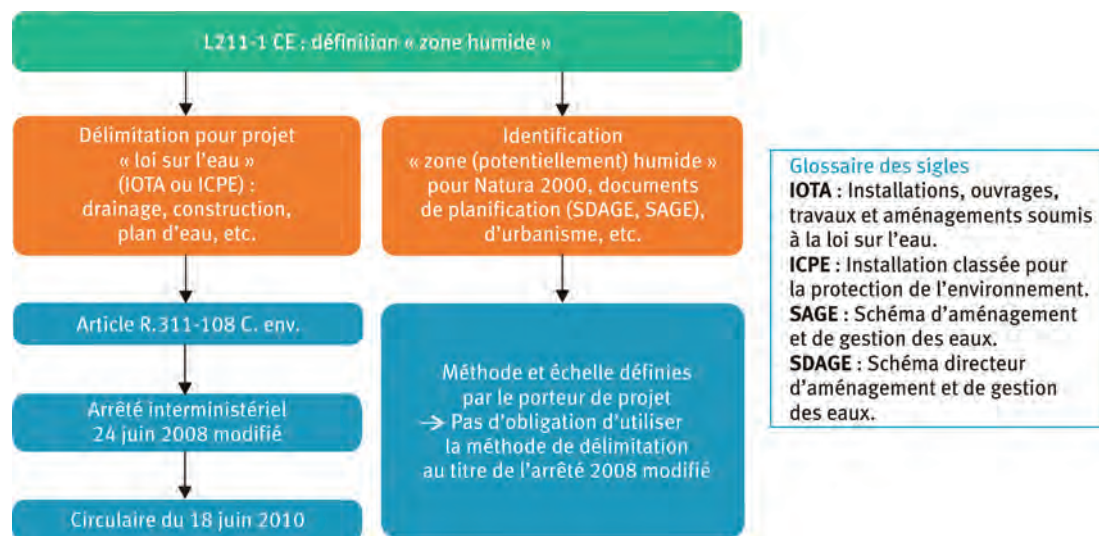 L211-1 CE : définition « zone humide »
Délimitation pour projet
« loi sur l'eau »
(IOTA ou ICPE) :
drainage, construction,
plan d'eau, etc.
Identification
« zone (potentiellement) humide »
pour Natura 2000, documents
de planification (SDAGE, SAGE),
d'urbanisme, etc.
Article R.311-108 C. env.
Arrêté interministériel
24 juin 2008 modifié
Circulaire du 18 juin 2010
Méthode et échelle définies
par le porteur de projet
→ Pas d'obligation d'utiliser
la méthode de délimitation
au titre de l'arrêté 2008 modifié
Glossaire des sigles
IOTA : Installations, ouvrages,
travaux et aménagements soumis
à la loi sur l'eau.
ICPE : Installation classée pour
la protection de l'environnement.
SAGE : Schéma d'aménagement
et de gestion des eaux.
SDAGE : Schéma directeur
d'aménagement et de gestion
des eaux.